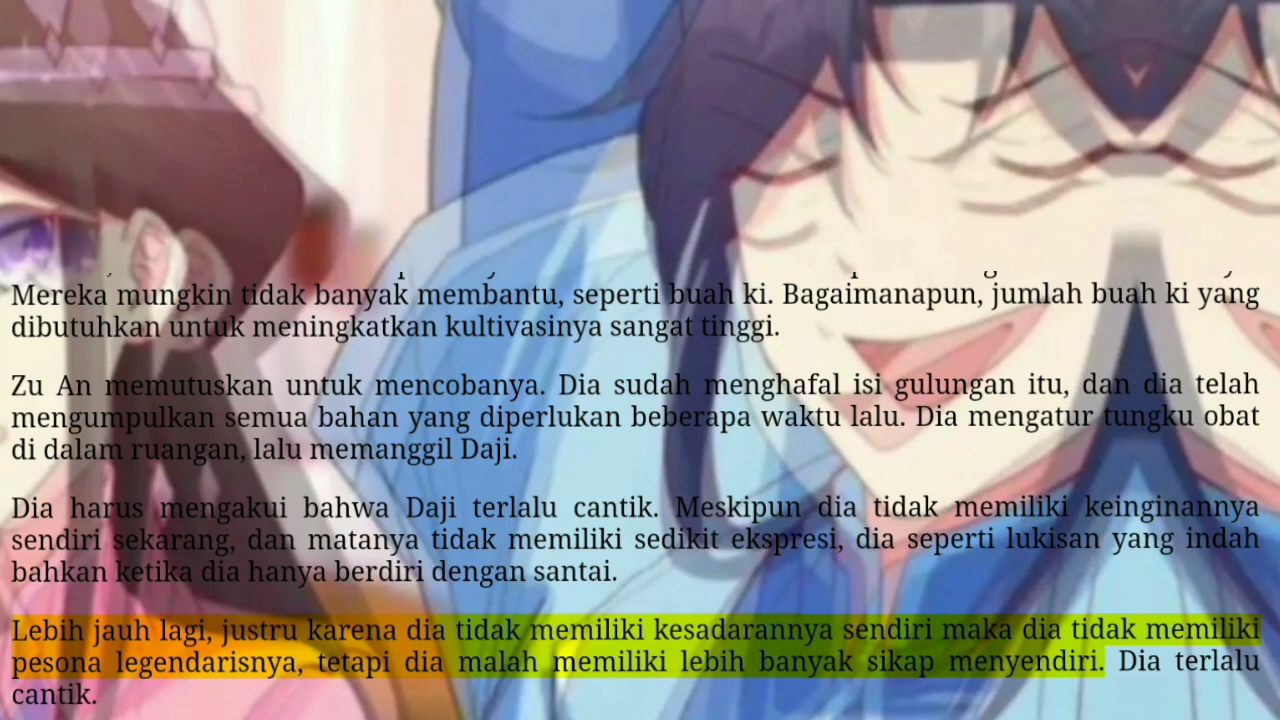 Mereka mungkin tidak banyak membantu, seperti buah ki. Bagaimanapun, jumlah buah ki yang
dibutuhkan untuk meningkatkan kultivasinya sangat tinggi.
Zu An memutuskan untuk mencobanya. Dia sudah menghafal isi gulungan itu, dan dia telah
mengumpulkan semua bahan yang diperlukan beberapa waktu lalu. Dia mengatur tungku obat
di dalam ruangan, lalu memanggil Daji.
Dia harus mengakui bahwa Daji terlalu cantik. Meskipun dia tidak memiliki keinginannya
sendiri sekarang, dan matanya tidak memiliki sedikit ekspresi, dia seperti lukisan yang indah
bahkan ketika dia hanya berdiri dengan santai.
Lebih jauh lagi, justru karena dia tidak memiliki kesadarannya sendiri maka dia tidak memiliki
pesona legendarisnya, tetapi dia malah memiliki lebih banyak sikap menyendiri. Dia terlalu
cantik.